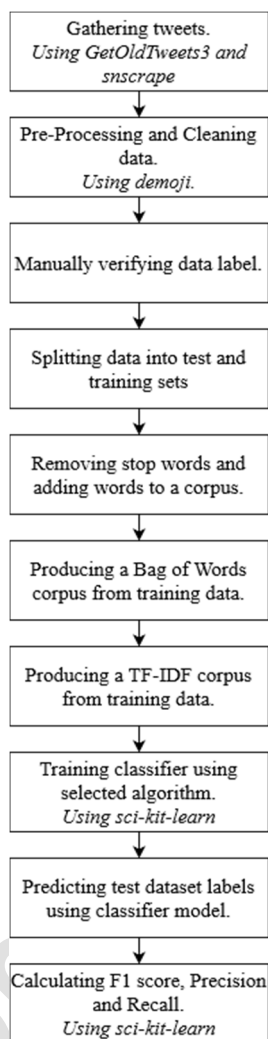 Gathering tweets.
Using GetOldTweets3 and
snscrape
Pre-Processing and Cleaning
data.
Using demoji.
Manually verifying data label.
Splitting data into test and
training sets
Removing stop words and
adding words to a corpus.
Producing a Bag of Words
corpus from training data.
Producing a TF-IDF corpus
from training data.
Training classifier using
selected algorithm.
Using sci-kit-learn
Predicting test dataset labels
using classifier model.
Calculating F1 score, Precision
and Recall.
Using sci-kit-learn